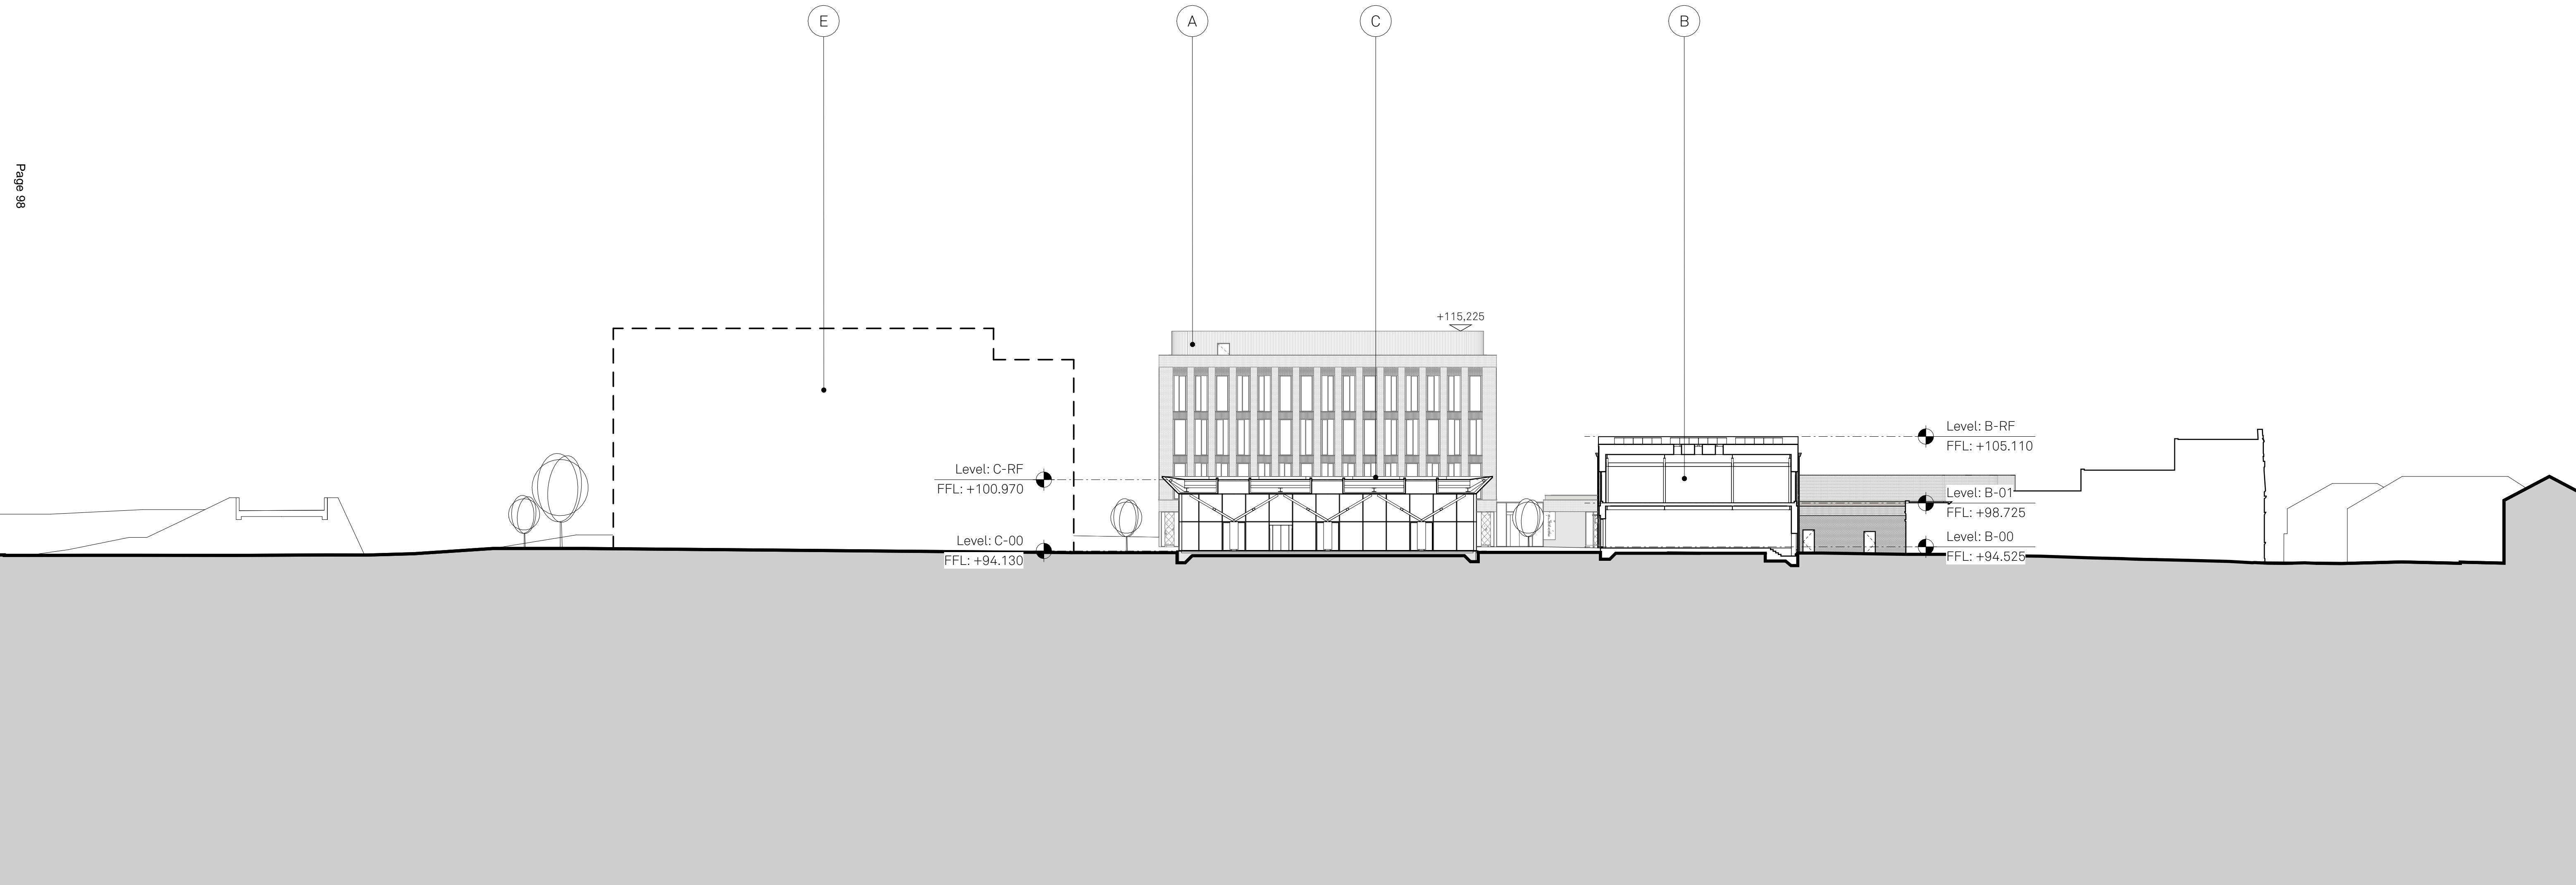 E
A
C
B
Page 98
+115,225
Level: B-RF
FFL: +105.110
Level: C-RF
FFL: +100.970
Level: B-01
FFL: +98.725
Level: C-00
FFL: +94.130
Level: B-00
FFL: +94.525